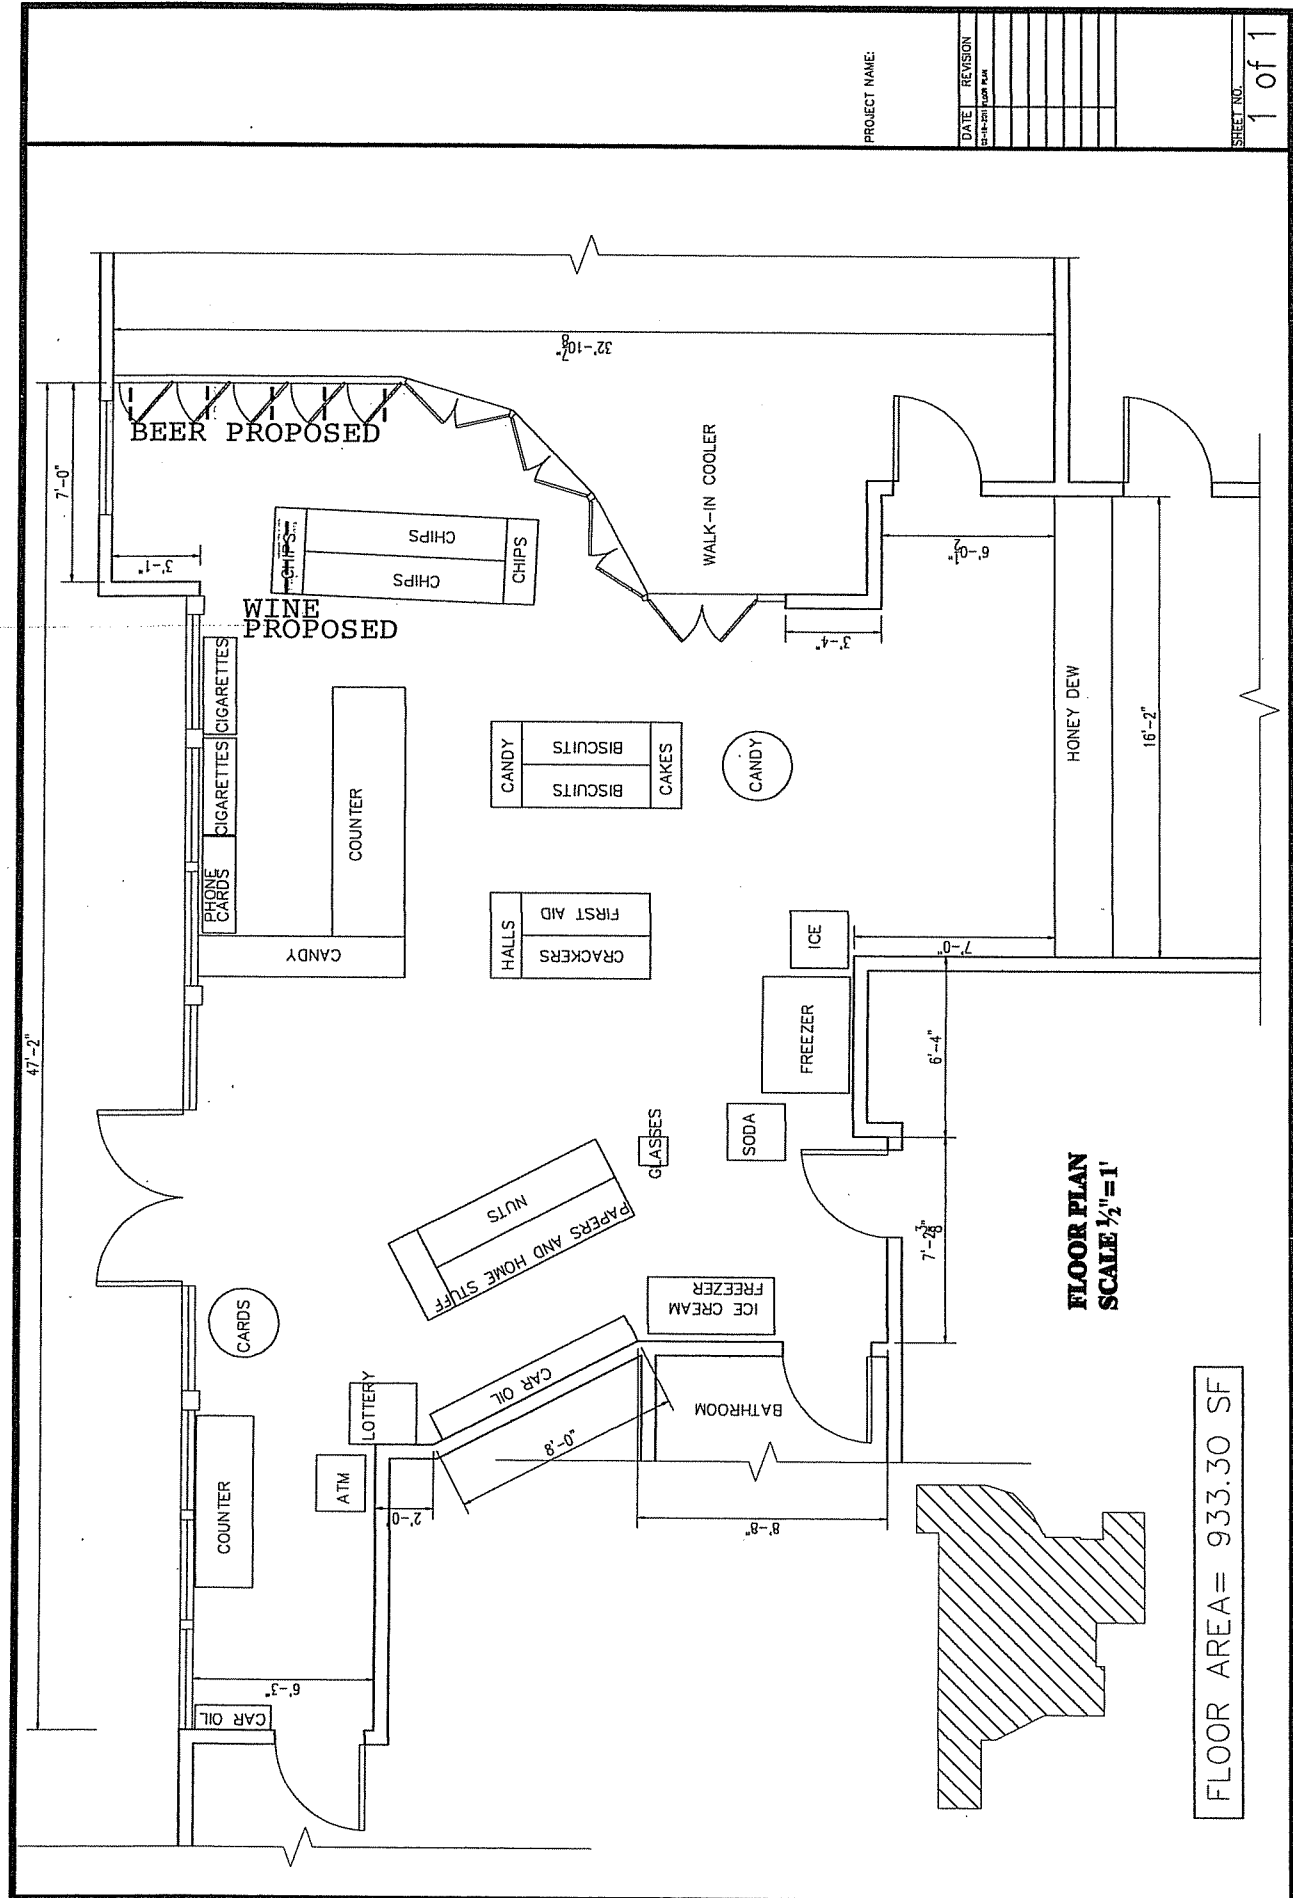 PROJECT NAME:
DATE REVISION
FLOOR PLAN
SHEET NO.
1 of 1
47'-2"
7'-0"
3'-1"
32'-10 7/8"
BEER PROPOSED
CHIPS
CHIPS
CHIPS
CHIPS
WINE
PROPOSED
WALK-IN COOLER
6'-0 1/2"
3'-4"
CIGARETTES
CIGARETTES
PHONE
CARDS
COUNTER
CANDY
CANDY
BISCUITS
BISCUITS
CAKES
CANDY
HONEY DEW
16'-2"
HALLS
FIRST AID
CRACKERS
ICE
7'-0"
FREEZER
6'-4"
SODA
GLASSES
NUTS
PAPERS AND HOME STUFF
7'-2 3/8"
ICE CREAM
FREEZER
CARDS
LOTTERY
CAR OIL
8'-0"
BATHROOM
ATM
2'-0"
8'-8"
COUNTER
6'-3"
CAR OIL
FLOOR PLAN
SCALE 1/2"=1'
FLOOR AREA= 933.30 SF